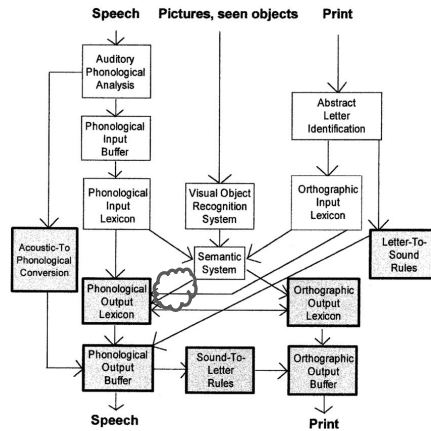 Speech Pictures, seen objects Print
Auditory
Phonological
Analysis
Abstract
Letter
Identification
Phonological
Input
Buffer
Phonological
Input
Lexicon
Visual Object
Recognition
System
Orthographic
Input
Lexicon
Acoustic-To
Phonological
Conversion
Semantic
System
Letter-To-
Sound
Rules
Phonological
Output
Lexicon
Orthographic
Output
Lexicon
Phonological
Output
Buffer
Sound-To-
Letter
Rules
Orthographic
Output
Buffer
Speech Print